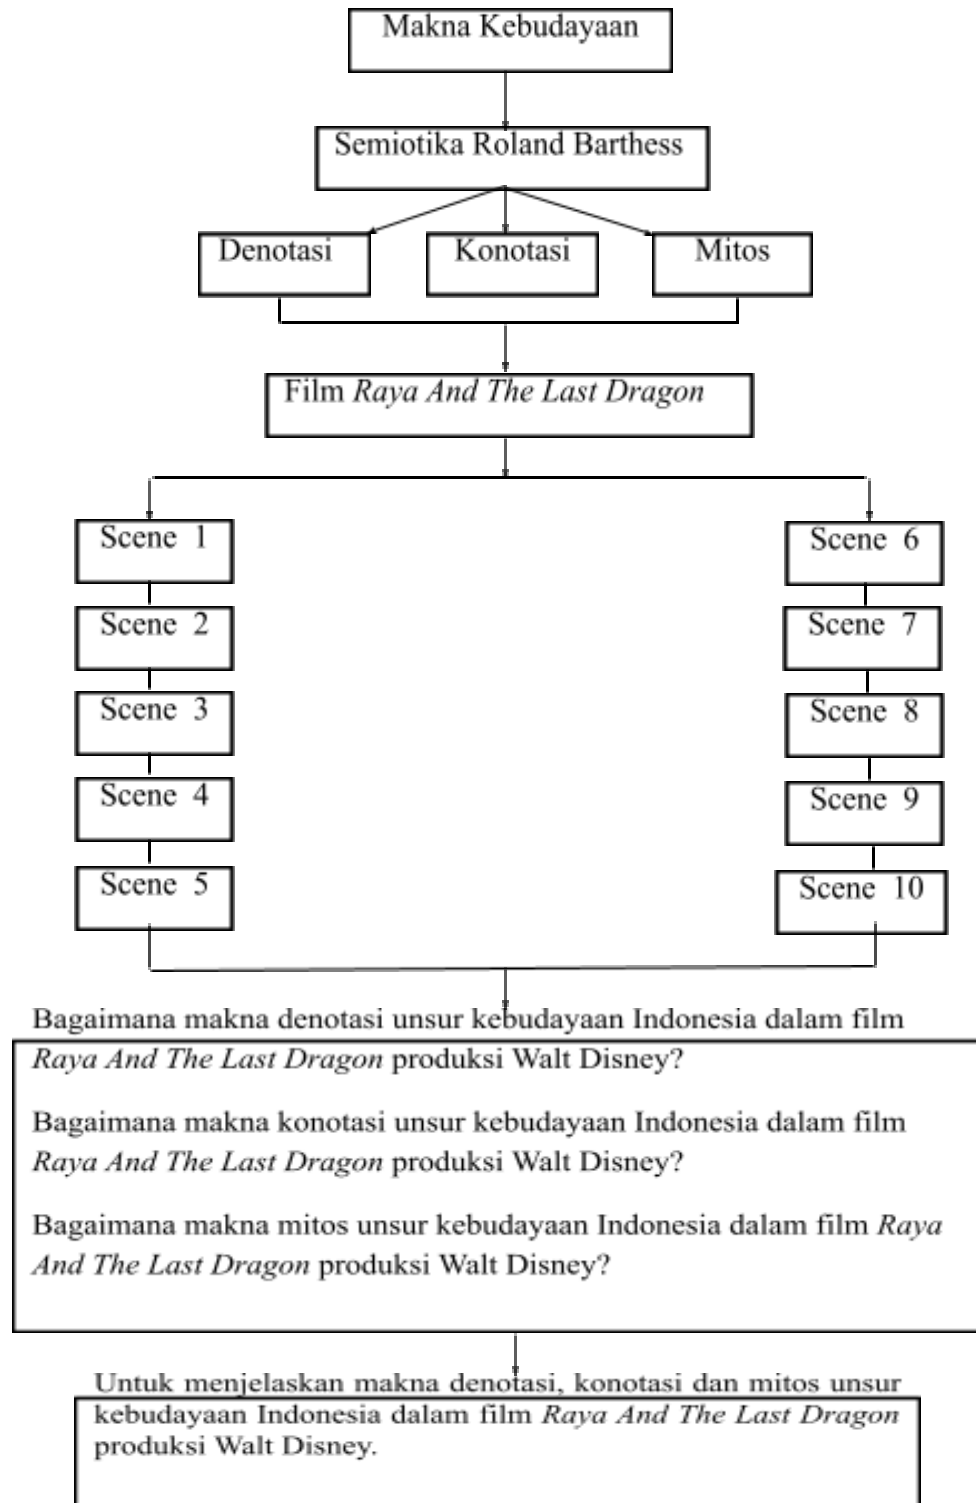 Makna Kebudayaan
Semiotika Roland Barthess
Denotasi
Konotasi
Mitos
Film Raya And The Last Dragon
Scene 1
Scene 2
Scene 3
Scene 4
Scene 5
Scene 6
Scene 7
Scene 8
Scene 9
Scene 10
Bagaimana makna denotasi unsur kebudayaan Indonesia dalam film
Raya And The Last Dragon produksi Walt Disney?
Bagaimana makna konotasi unsur kebudayaan Indonesia dalam film
Raya And The Last Dragon produksi Walt Disney?
Bagaimana makna mitos unsur kebudayaan Indonesia dalam film Raya
And The Last Dragon produksi Walt Disney?
Untuk menjelaskan makna denotasi, konotasi dan mitos unsur
kebudayaan Indonesia dalam film Raya And The Last Dragon
produksi Walt Disney.